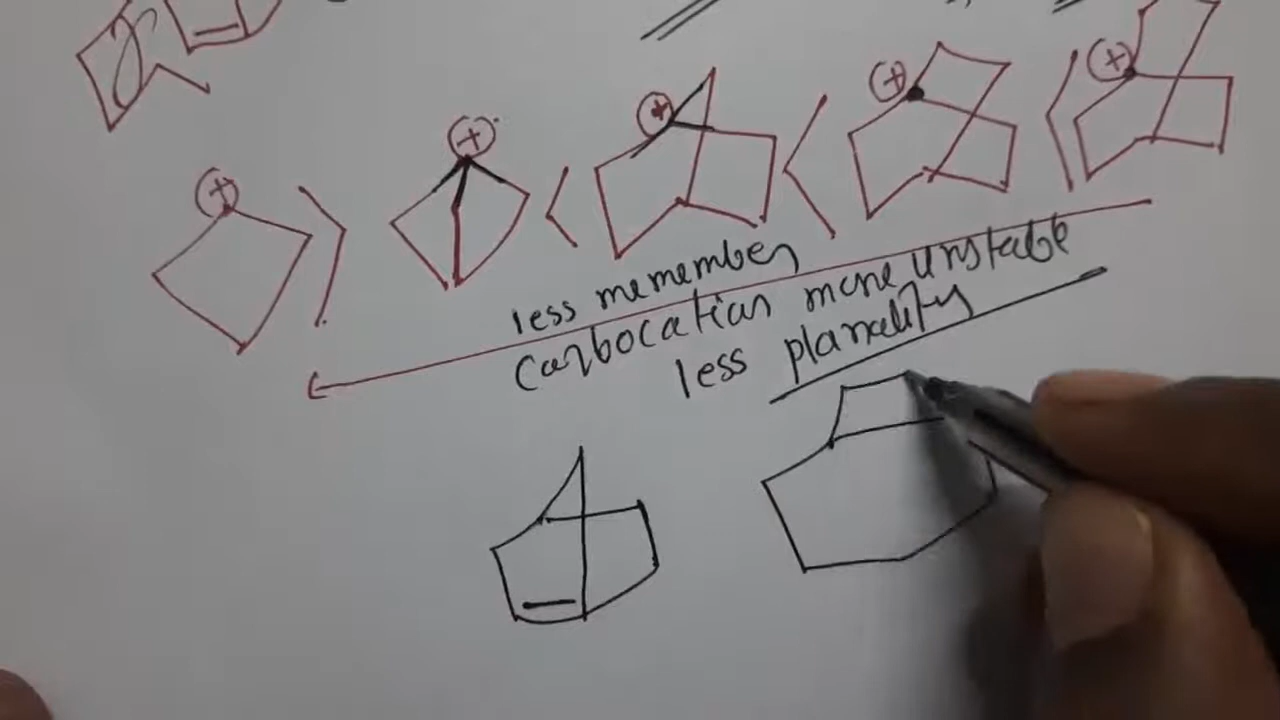 less memember
carbocation more unstable
less planality